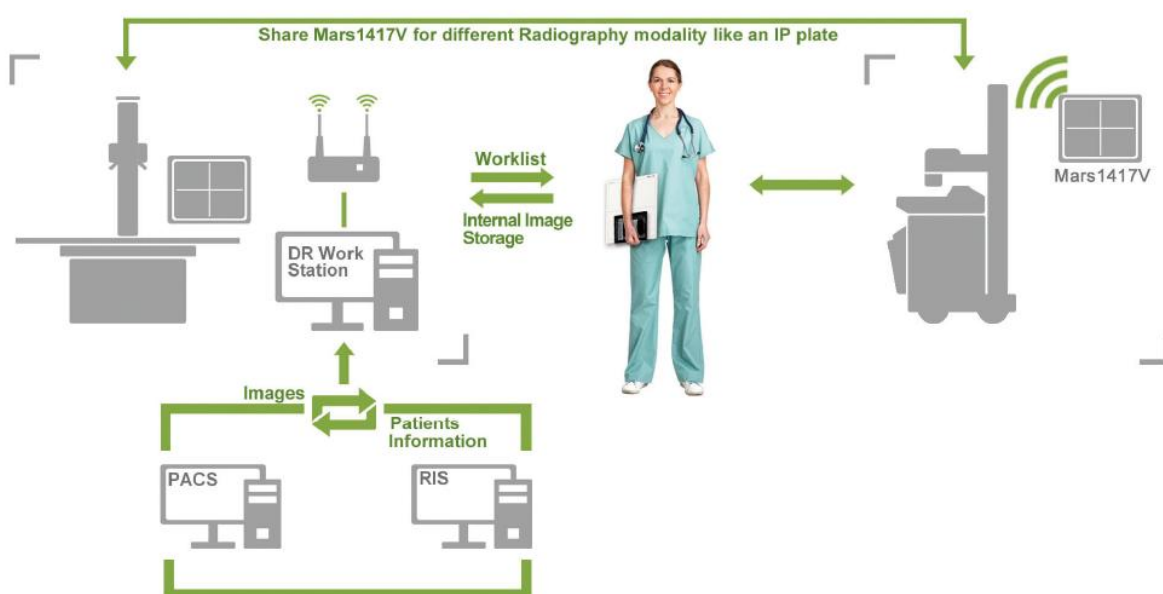 Share Mars1417V for different Radiography modality like an IP plate
Mars1417V
Worklist
Internal Image
Storage
DR Work
Station
Images
Patients
Information
PACS
RIS